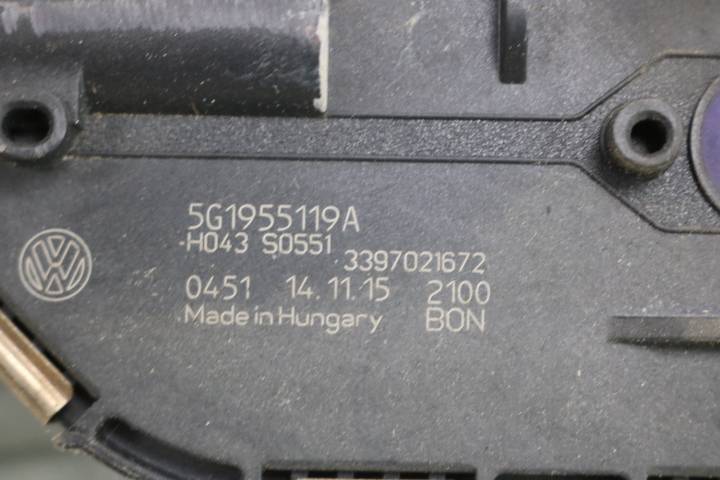 5G1955119A
·H043 S0551
3397021672
0451 14.11.15 2100
Made in Hungary BON